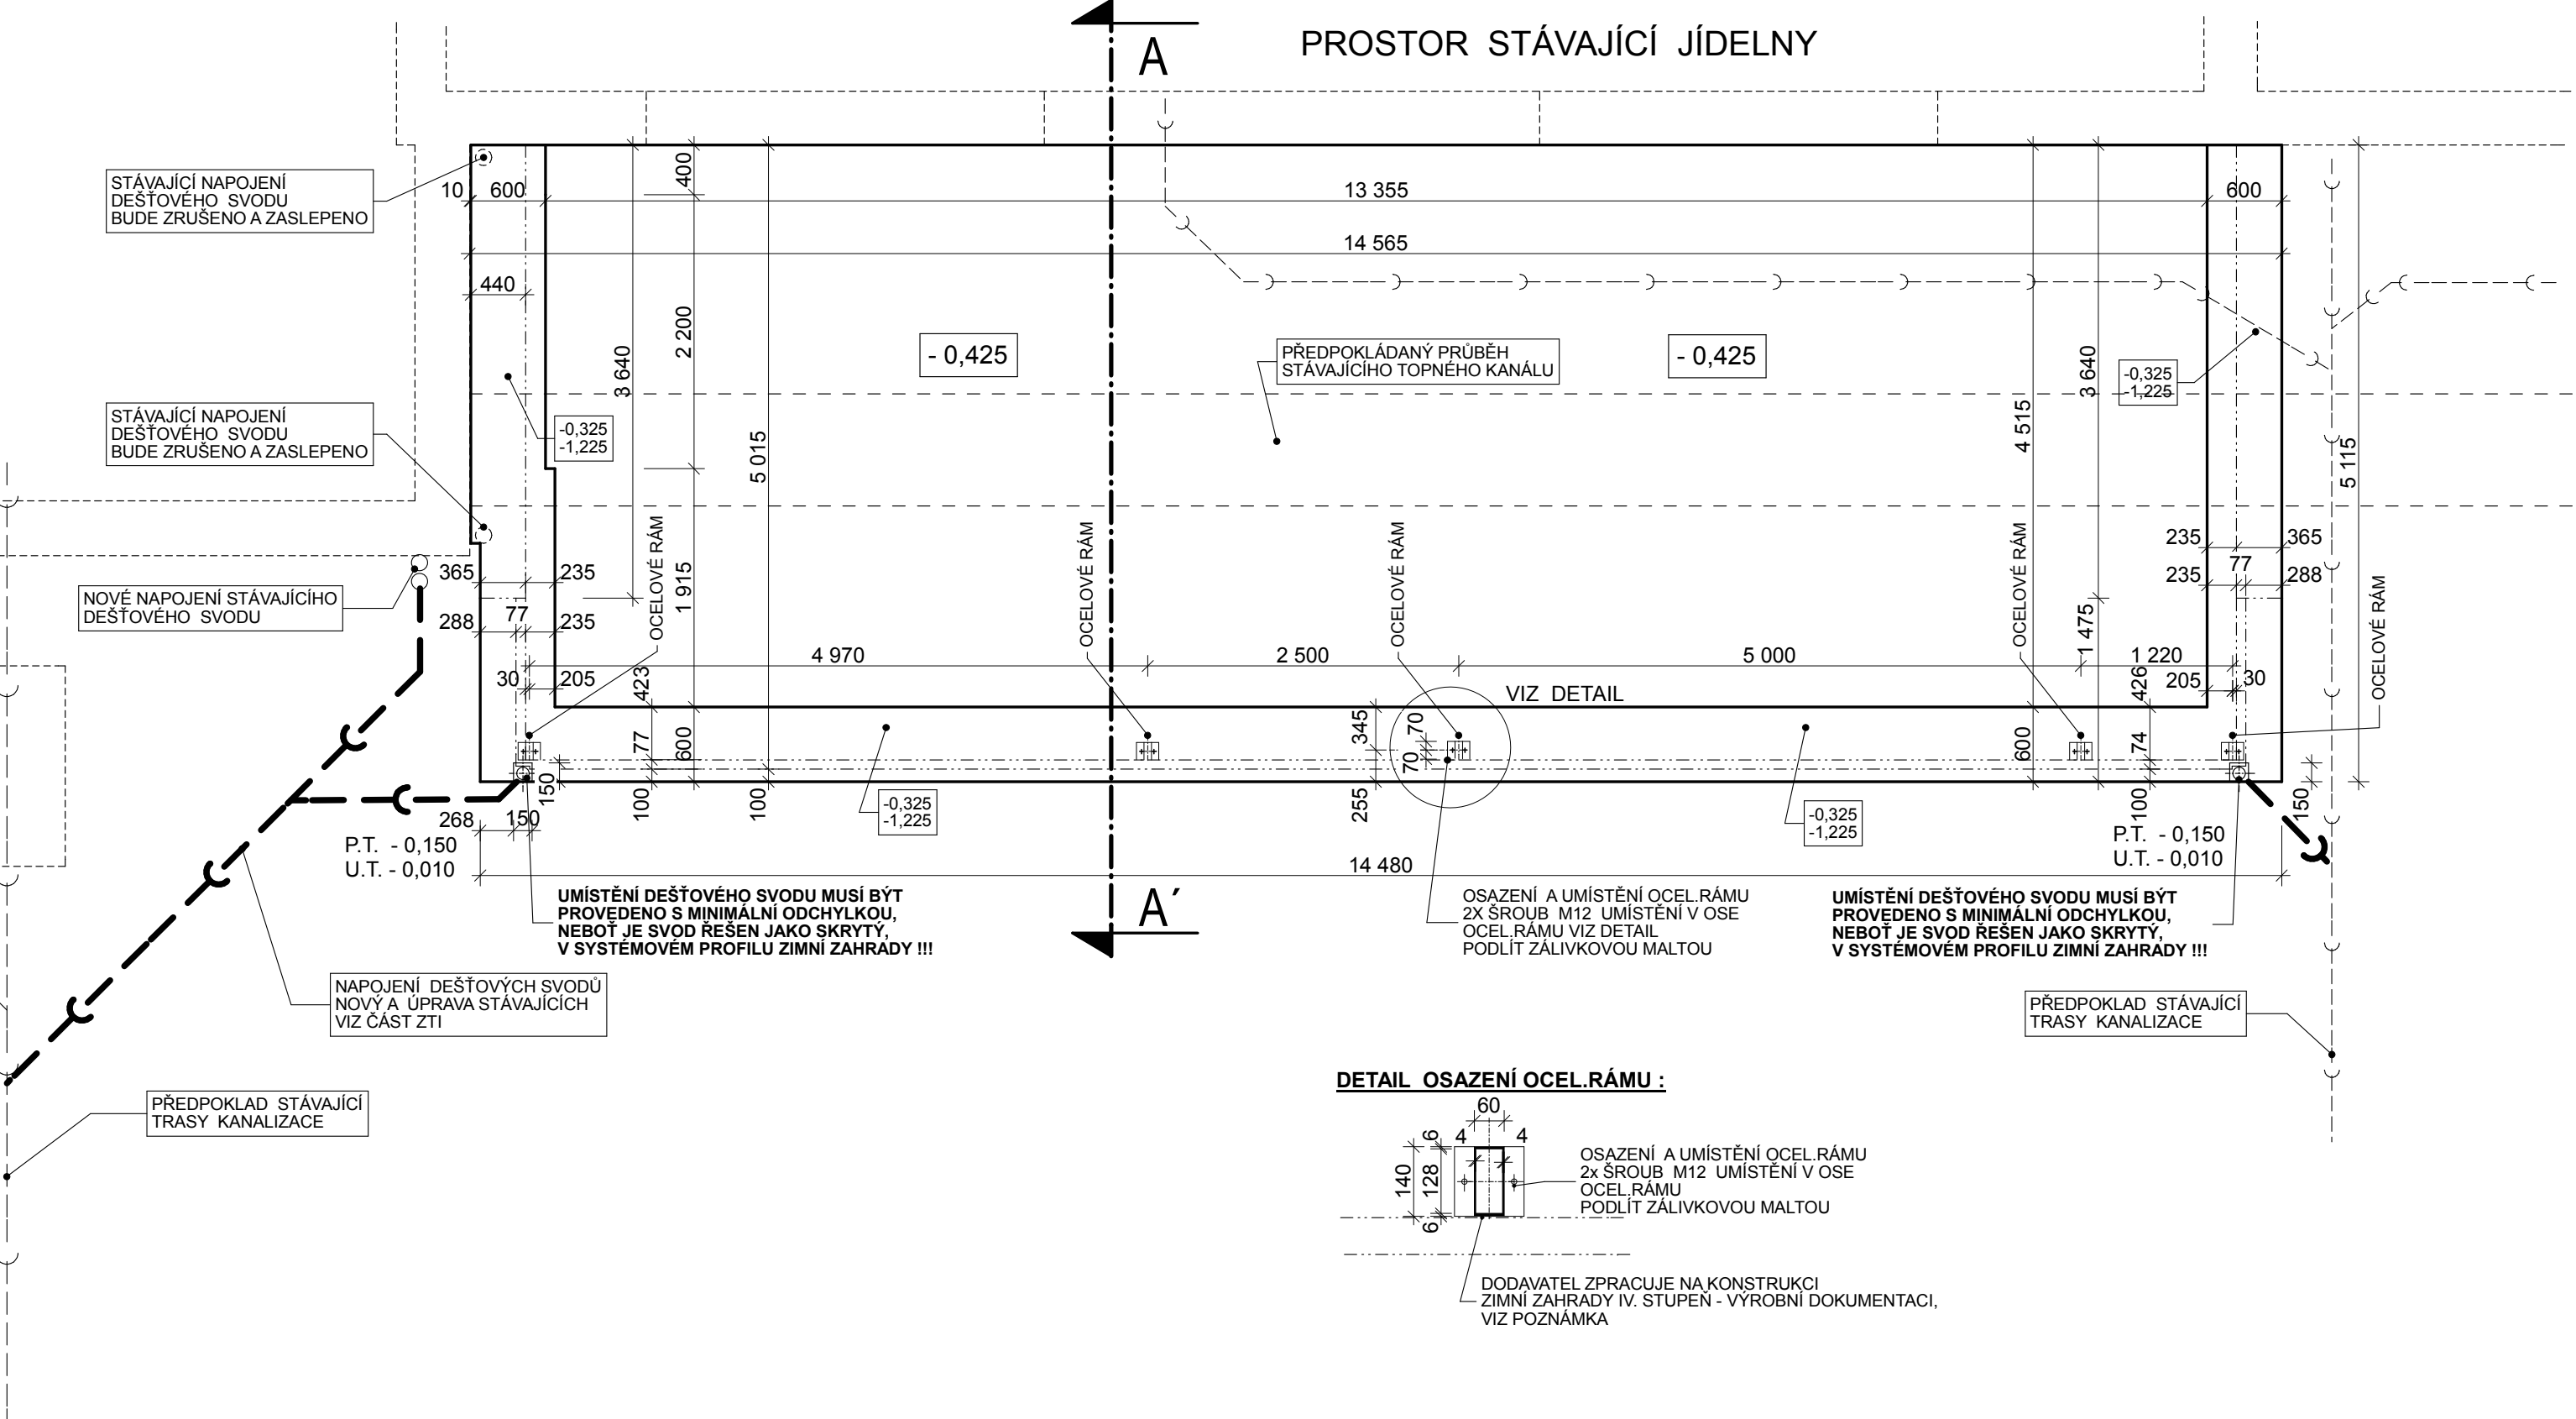 PROSTOR STÁVAJÍCÍ JÍDELNY
A
STÁVAJÍCÍ NAPOJENÍ
DEŠŤOVÉHO SVODU
BUDE ZRUŠENO A ZASLEPENO
10
600
400
13 355
600
14 565
440
2 200
3 640
- 0,425
PŘEDPOKLÁDANÝ PRŮBĚH
STÁVAJÍCÍHO TOPNÉHO KANÁLU
- 0,425
3 640
-0,325
-1,225
STÁVAJÍCÍ NAPOJENÍ
DEŠŤOVÉHO SVODU
BUDE ZRUŠENO A ZASLEPENO
-0,325
-1,225
5 015
4 515
5 115
OCELOVÉ RÁM
OCELOVÉ RÁM
OCELOVÉ RÁM
OCELOVÉ RÁM
OCELOVÉ RÁM
235
365
77
235
288
365
235
1 915
NOVÉ NAPOJENÍ STÁVAJÍCÍHO
DEŠŤOVÉHO SVODU
77
288
235
1 475
4 970
2 500
5 000
1 220
30
205
423
426
205
30
VIZ DETAIL
77
600
345
70
70
600
74
150
100
100
255
100
150
-0,325
-1,225
-0,325
-1,225
268
150
P.T. - 0,150
U.T. - 0,010
P.T. - 0,150
U.T. - 0,010
14 480
A´
UMÍSTĚNÍ DEŠŤOVÉHO SVODU MUSÍ BÝT
PROVEDENO S MINIMÁLNÍ ODCHYLKOU,
NEBOŤ JE SVOD ŘEŠEN JAKO SKRYTÝ,
V SYSTÉMOVÉM PROFILU ZIMNÍ ZAHRADY !!!
OSAZENÍ A UMÍSTĚNÍ OCEL.RÁMU
2X ŠROUB M12 UMÍSTĚNÍ V OSE
OCEL.RÁMU VIZ DETAIL
PODLÍT ZÁLIVKOVOU MALTOU
UMÍSTĚNÍ DEŠŤOVÉHO SVODU MUSÍ BÝT
PROVEDENO S MINIMÁLNÍ ODCHYLKOU,
NEBOŤ JE SVOD ŘEŠEN JAKO SKRYTÝ,
V SYSTÉMOVÉM PROFILU ZIMNÍ ZAHRADY !!!
NAPOJENÍ DEŠŤOVÝCH SVODŮ
NOVÝ A ÚPRAVA STÁVAJÍCÍCH
VIZ ČÁST ZTI
PŘEDPOKLAD STÁVAJÍCÍ
TRASY KANALIZACE
PŘEDPOKLAD STÁVAJÍCÍ
TRASY KANALIZACE
DETAIL OSAZENÍ OCEL.RÁMU :
60
6
4
4
140
128
6
OSAZENÍ A UMÍSTĚNÍ OCEL.RÁMU
2x ŠROUB M12 UMÍSTĚNÍ V OSE
OCEL.RÁMU
PODLÍT ZÁLIVKOVOU MALTOU
DODAVATEL ZPRACUJE NA KONSTRUKCI
ZIMNÍ ZAHRADY IV. STUPEŇ - VÝROBNÍ DOKUMENTACI,
VIZ POZNÁMKA